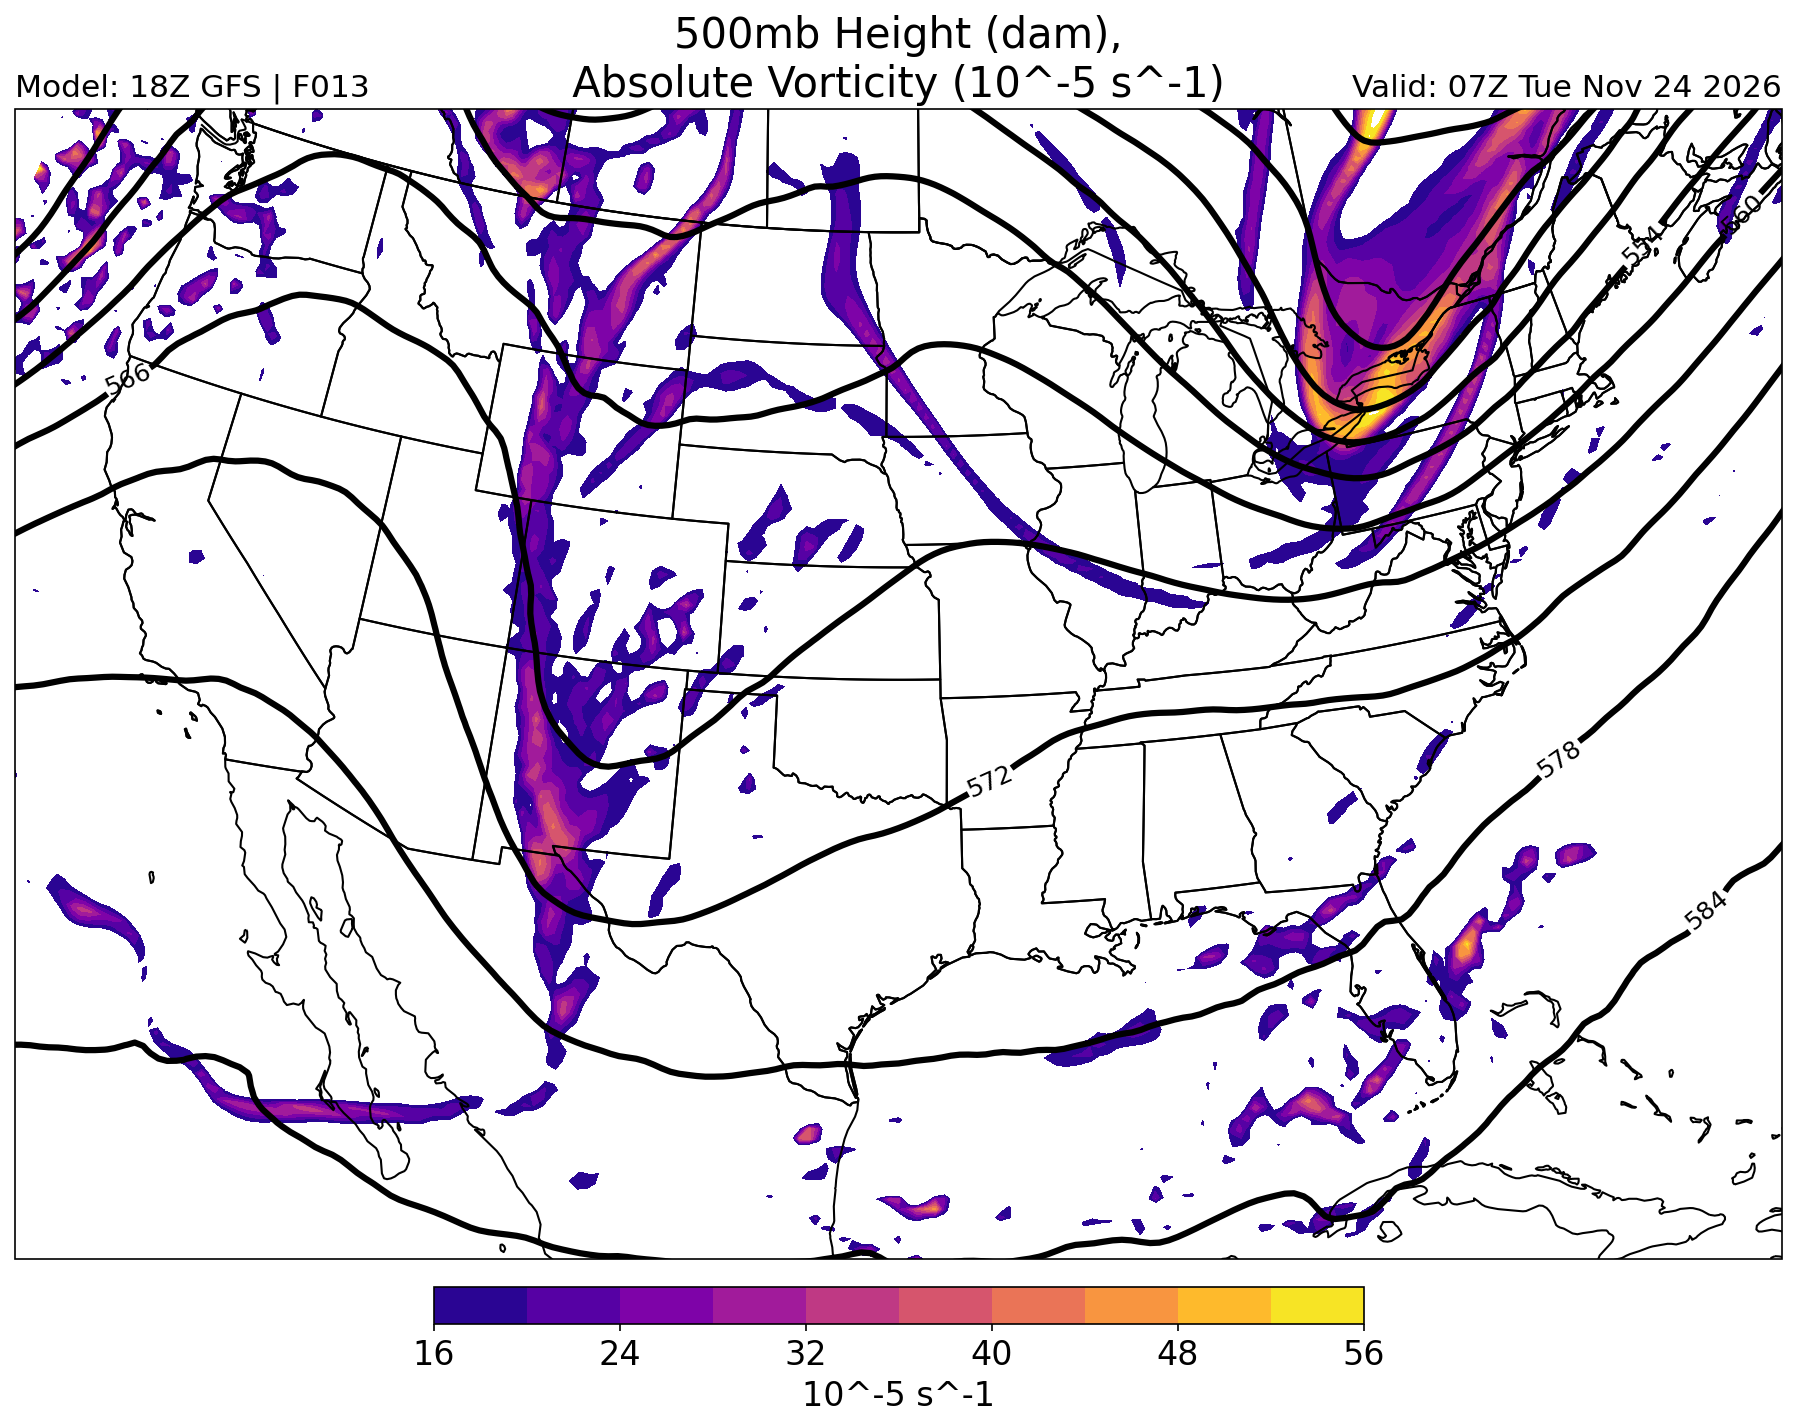 500mb Height (dam),
Model: 18Z GFS | F013
Absolute Vorticity (10^-5 s^-1)
Valid: 07Z Tue Nov 24 2026
554
560
566
572
578
584
16 24 32 40 48 56
10^-5 s^-1